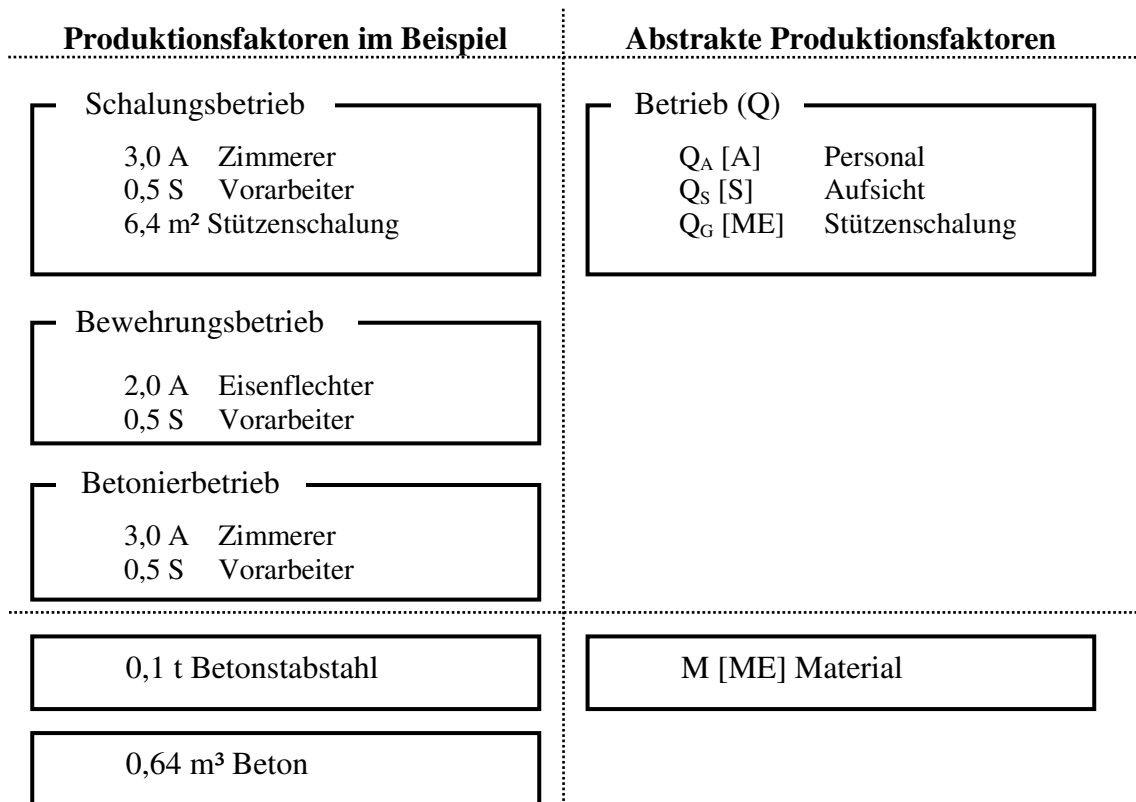 Produktionsfaktoren im Beispiel
Abstrakte Produktionsfaktoren
Schalungsbetrieb
3,0 A Zimmerer
0,5 S Vorarbeiter
6,4 m² Stützenschalung
Betrieb (Q)
Q_A [A] Personal
Q_S [S] Aufsicht
Q_G [ME] Stützenschalung
Bewehrungsbetrieb
2,0 A Eisenflechter
0,5 S Vorarbeiter
Betonierbetrieb
3,0 A Zimmerer
0,5 S Vorarbeiter
0,1 t Betonstabstahl
M [ME] Material
0,64 m³ Beton